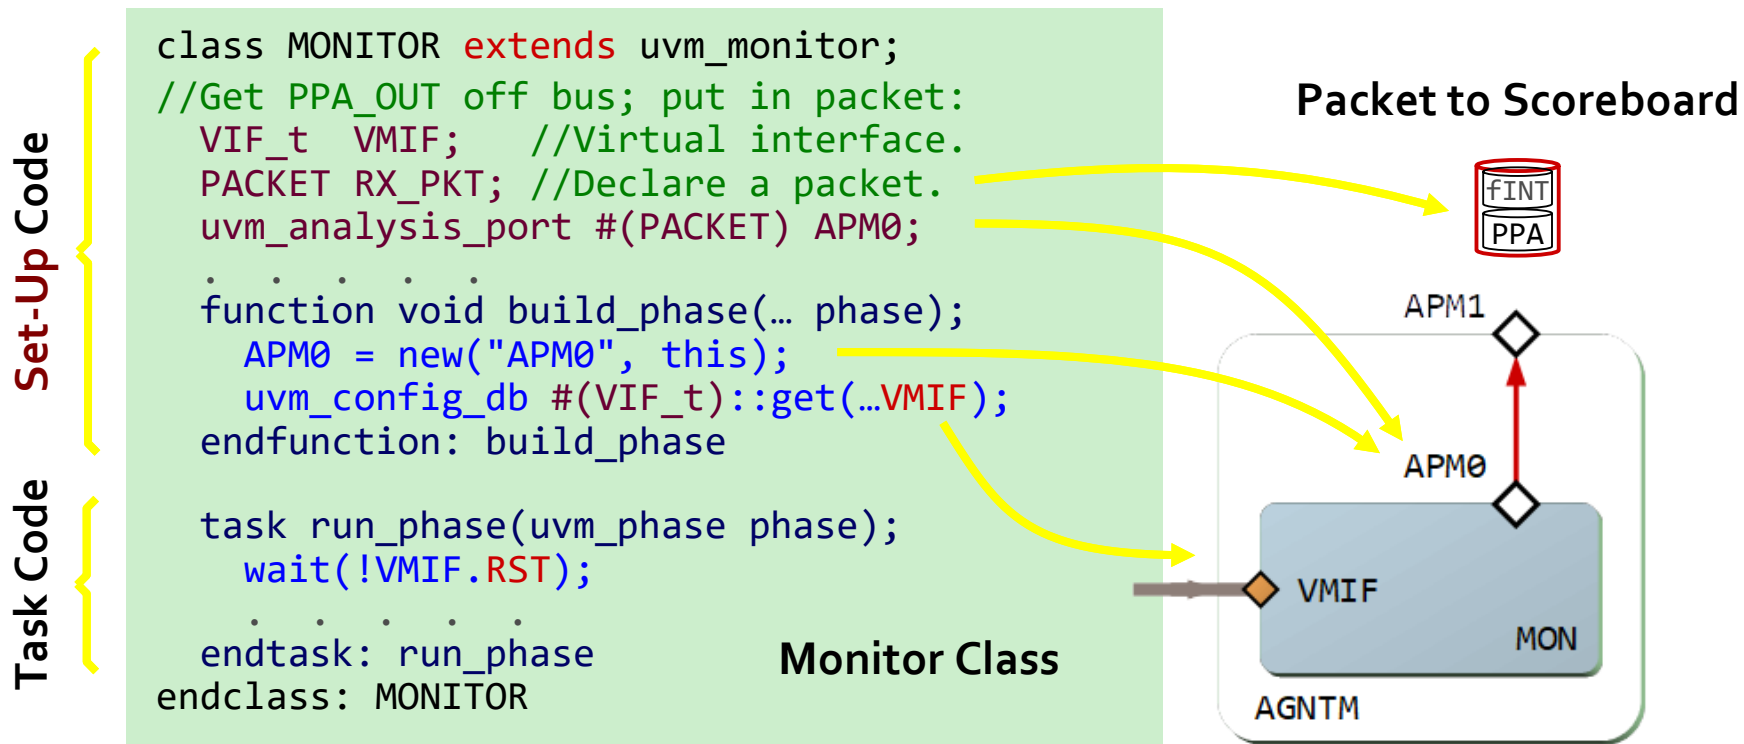 class MONITOR extends uvm_monitor;
//Get PPA_OUT off bus; put in packet:
VIF_t VMIF; //Virtual interface.
PACKET RX_PKT; //Declare a packet.
uvm_analysis_port #(PACKET) APM0;
. . . . .
function void build_phase(… phase);
APM0 = new("APM0", this);
uvm_config_db #(VIF_t)::get(…VMIF);
endfunction: build_phase
task run_phase(uvm_phase phase);
wait(!VMIF.RST);
. . . . .
endtask: run_phase
endclass: MONITOR
Set-Up Code
Task Code
Monitor Class
Packet to Scoreboard
fINT
PPA
APM1
APM0
VMIF
MON
AGNTM